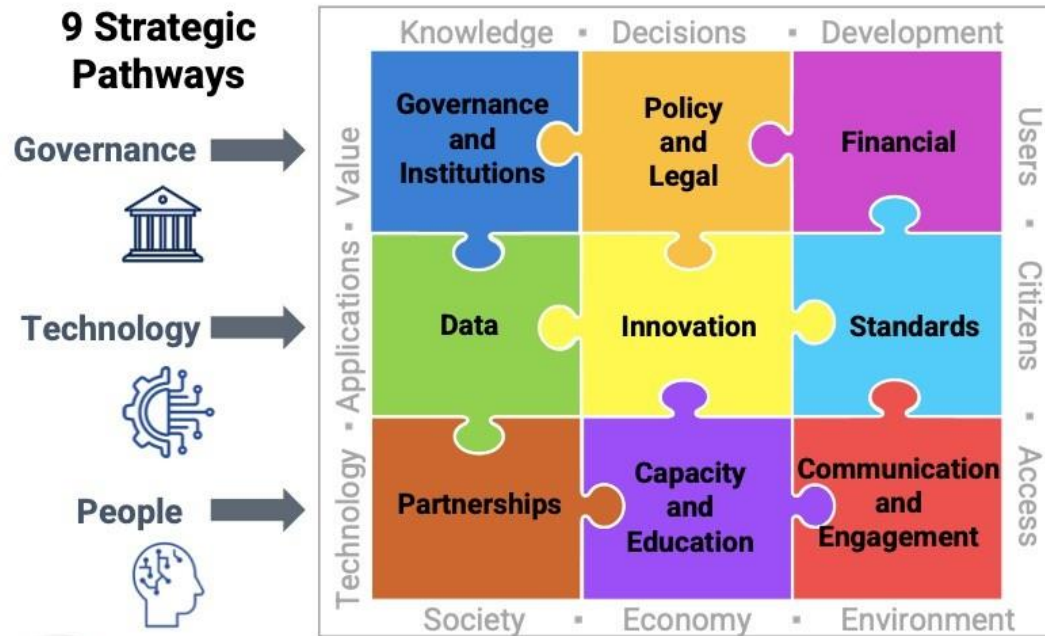 9 Strategic
Pathways
Governance
Technology
People
Knowledge ▪ Decisions ▪ Development
Technology ▪ Applications ▪ Value
Governance
and
Institutions
Policy
and
Legal
Financial
Data
Innovation
Standards
Partnerships
Capacity
and
Education
Communication
and
Engagement
Users ▪ Citizens ▪ Access
Society ▪ Economy ▪ Environment